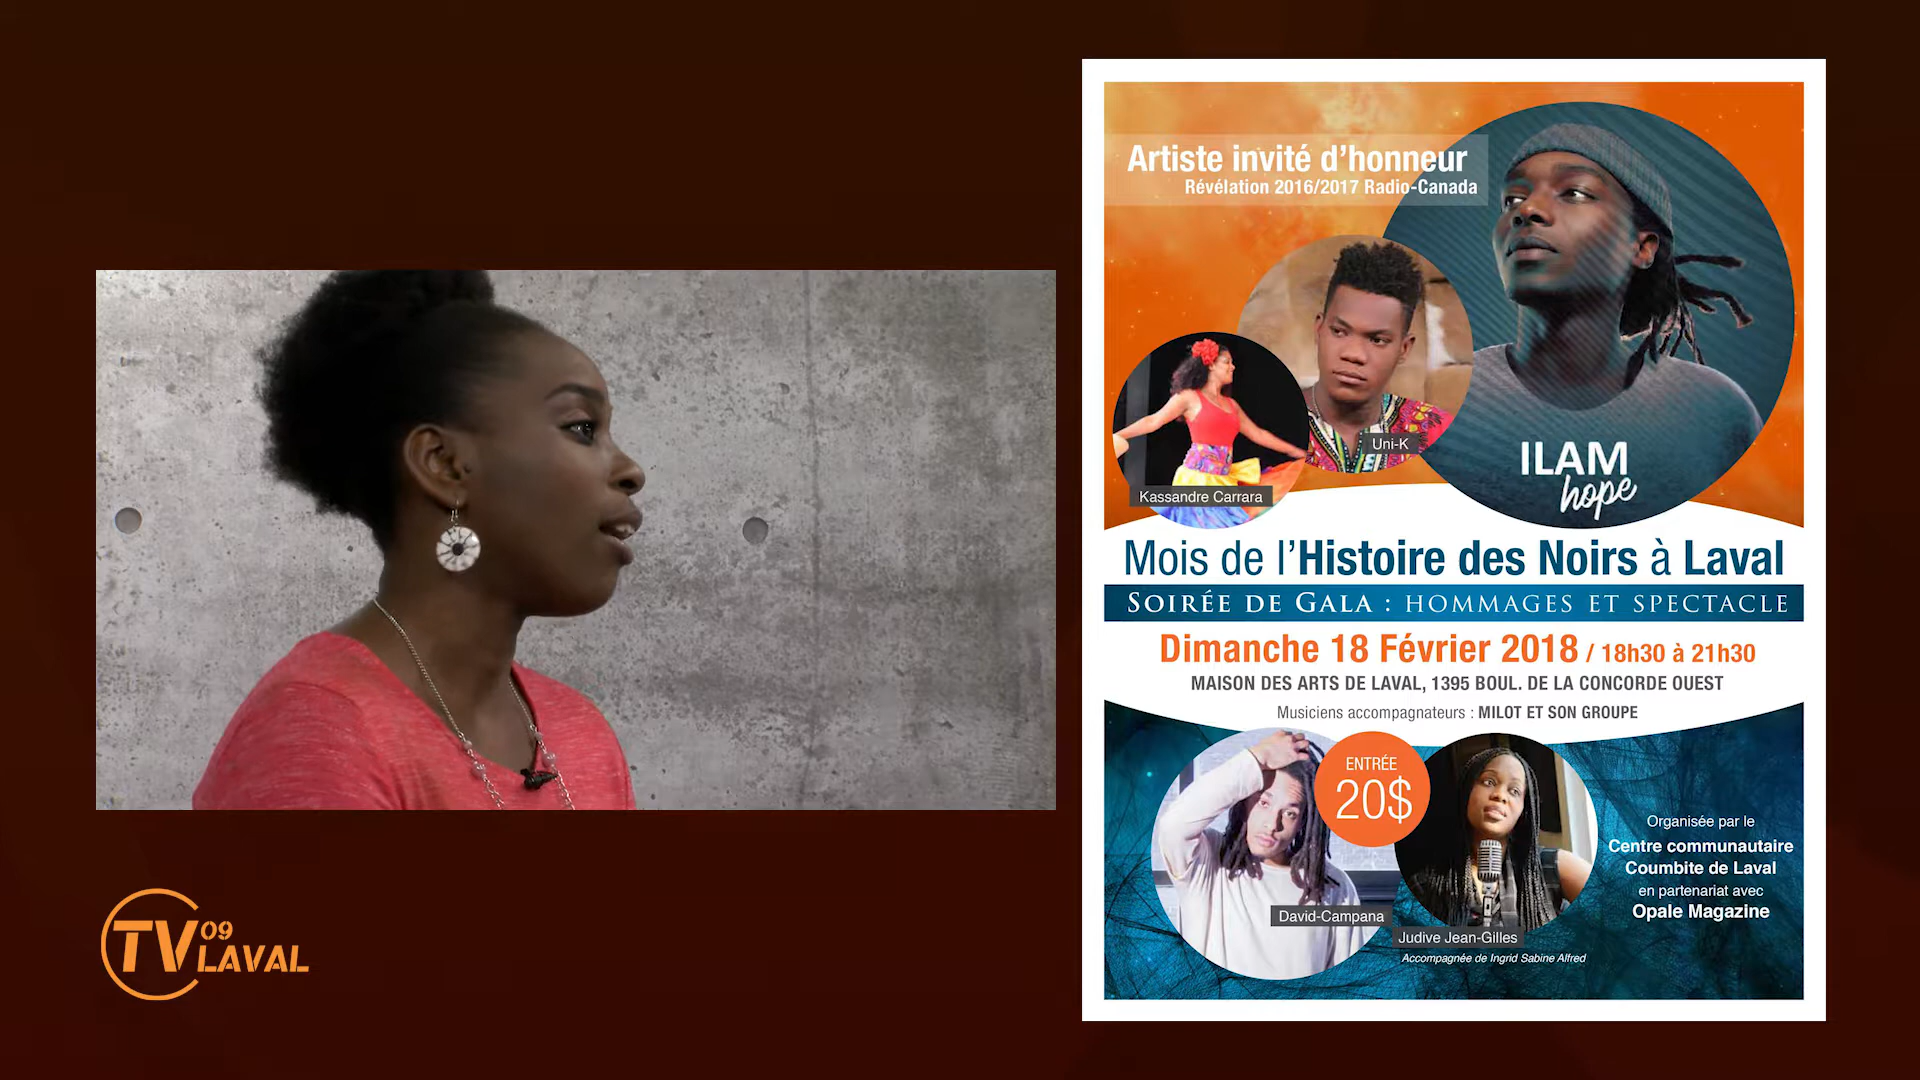 Artiste invité d'honneur
Révélation 2016/2017 Radio-Canada
Uni-K
Kassandre Carrara
ILAM
hope
Mois de l'Histoire des Noirs à Laval
SOIRÉE DE GALA : HOMMAGES ET SPECTACLE
Dimanche 18 Février 2018 / 18h30 à 21h30
MAISON DES ARTS DE LAVAL, 1395 BOUL. DE LA CONCORDE OUEST
Musiciens accompagnateurs : MILOT ET SON GROUPE
ENTRÉE
20$
David-Campana
Judive Jean-Gilles
Accompagnée de Ingrid Sabine Alfred
Organisée par le
Centre communautaire
Coumbite de Laval
en partenariat avec
Opale Magazine
TV 09
LAVAL